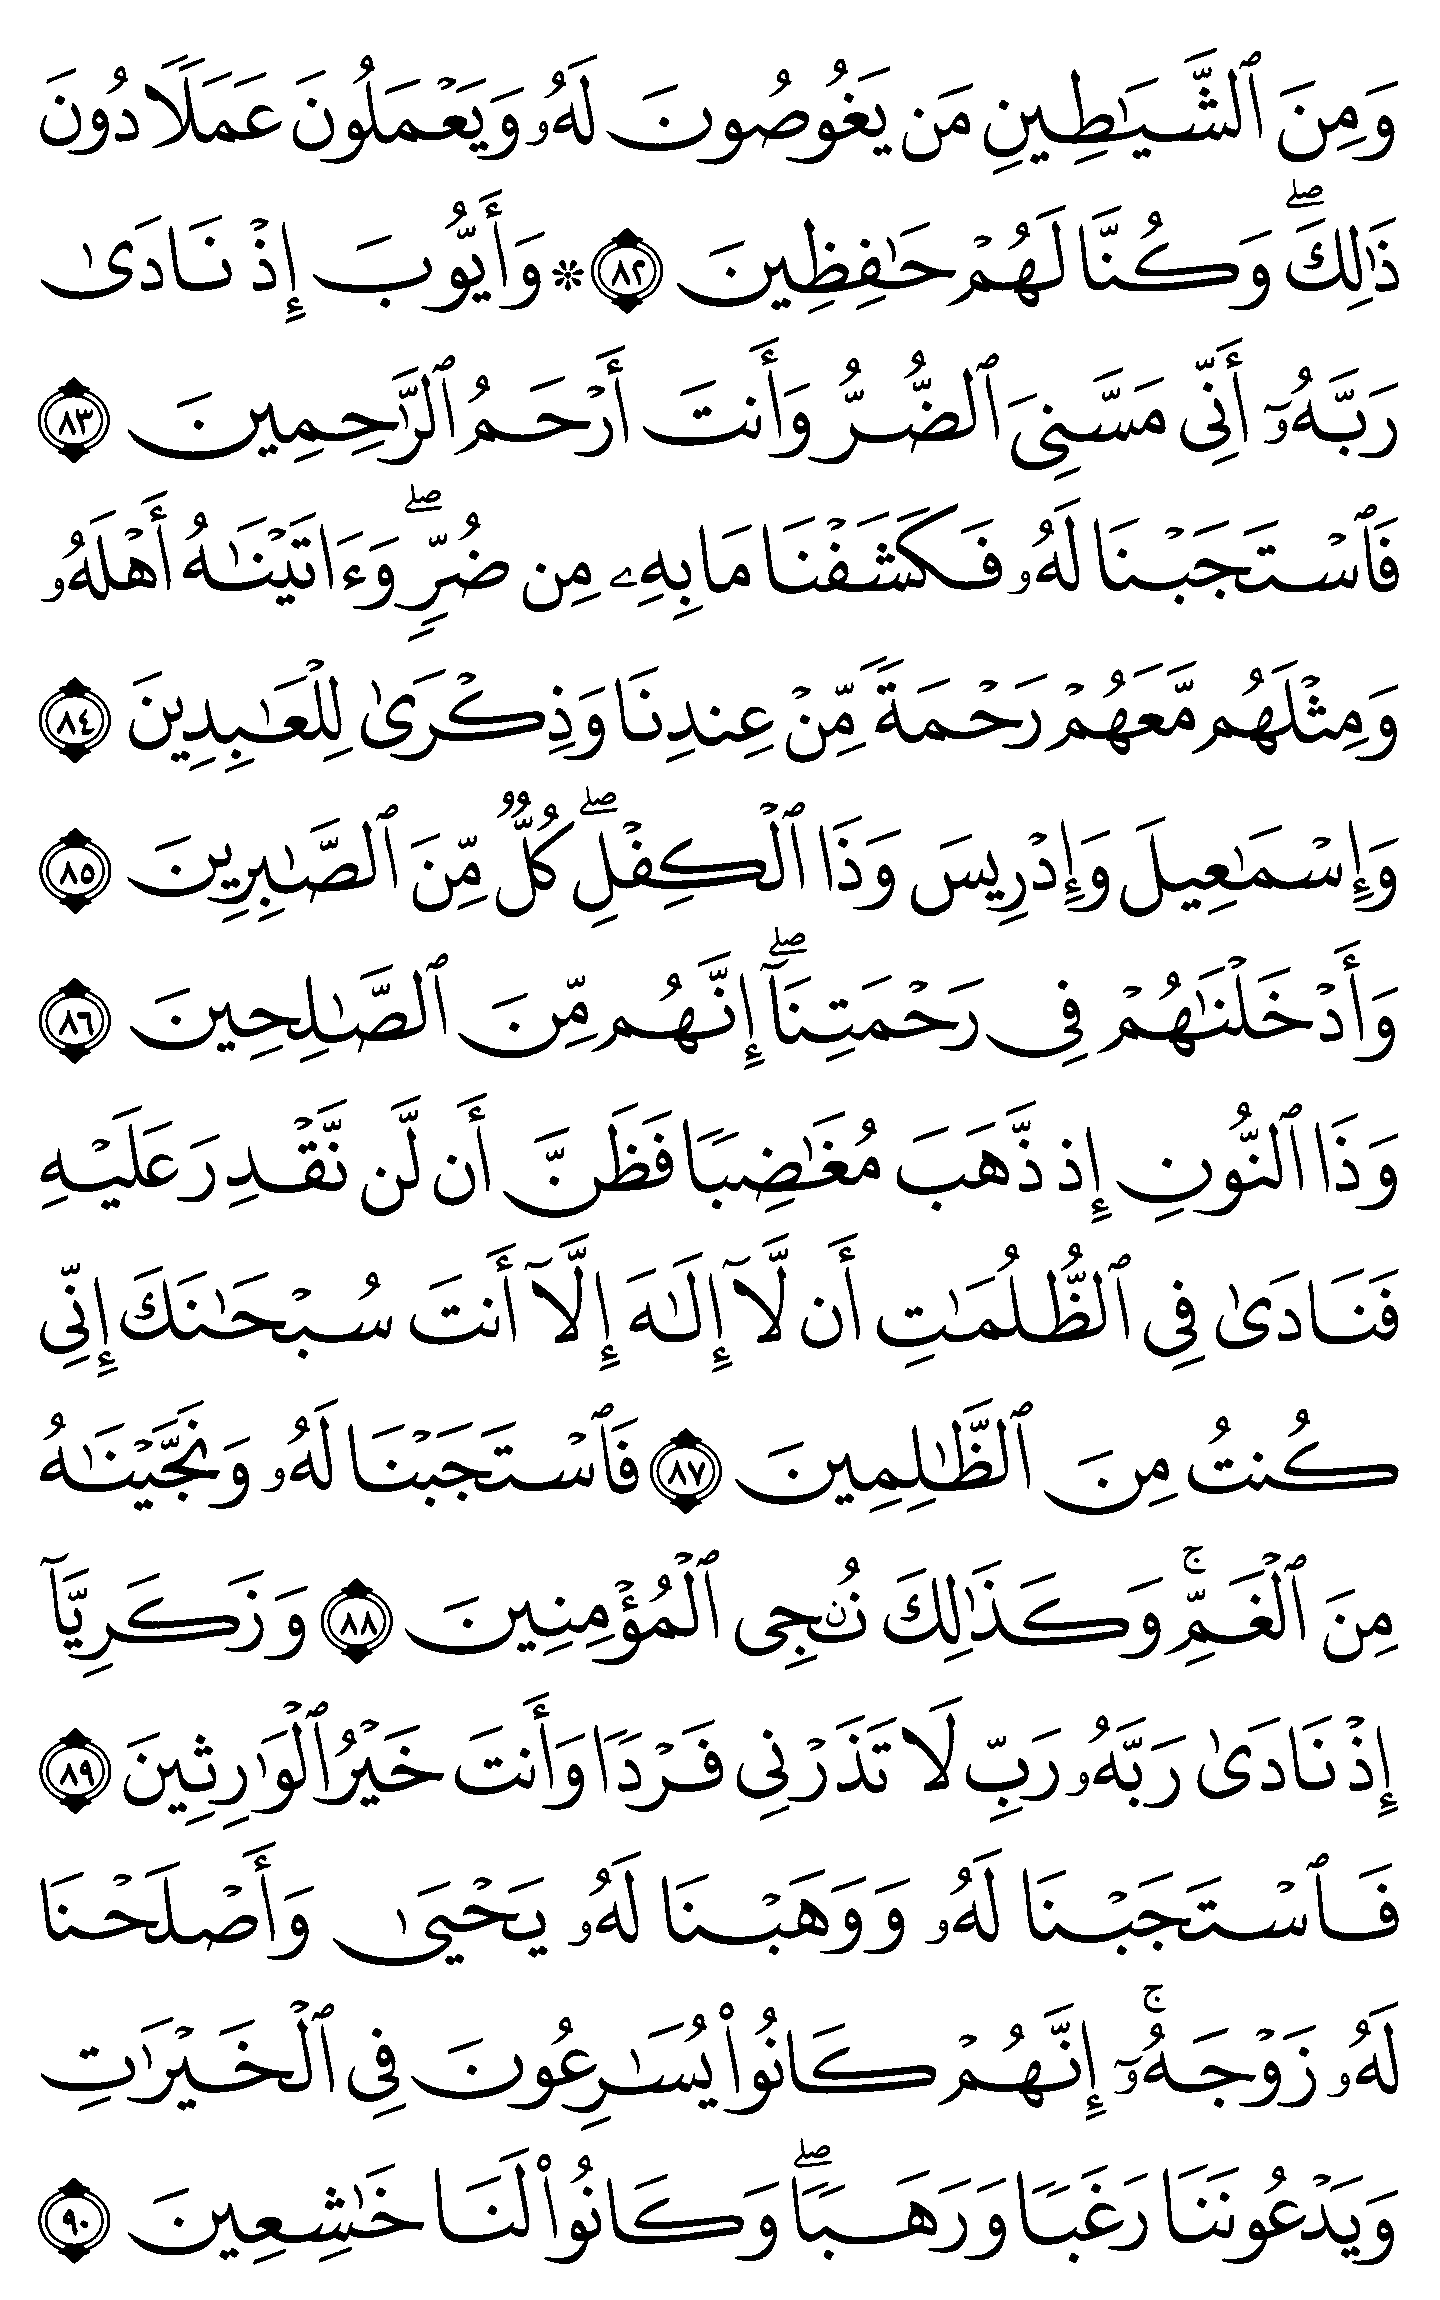 وَمِنَ ٱلشَّيَٰطِينِ مَن يَغُوصُونَ لَهُۥ وَيَعْمَلُونَ عَمَلًا دُونَ
ذَٰلِكَۖ وَكُنَّا لَهُمْ حَٰفِظِينَ ٨٢ ۞ وَأَيُّوبَ إِذْ نَادَىٰ
رَبَّهُۥٓ أَنِّى مَسَّنِىَ ٱلضُّرُّ وَأَنتَ أَرْحَمُ ٱلرَّٰحِمِينَ ٨٣
فَٱسْتَجَبْنَا لَهُۥ فَكَشَفْنَا مَا بِهِۦ مِن ضُرٍّۖ وَءَاتَيْنَٰهُ أَهْلَهُۥ
وَمِثْلَهُم مَّعَهُمْ رَحْمَةً مِّنْ عِندِنَا وَذِكْرَىٰ لِلْعَٰبِدِينَ ٨٤
وَإِسْمَٰعِيلَ وَإِدْرِيسَ وَذَا ٱلْكِفْلِۖ كُلٌّ مِّنَ ٱلصَّٰبِرِينَ ٨٥
وَأَدْخَلْنَٰهُمْ فِى رَحْمَتِنَآۖ إِنَّهُم مِّنَ ٱلصَّٰلِحِينَ ٨٦
وَذَا ٱلنُّونِ إِذ ذَّهَبَ مُغَٰضِبًا فَظَنَّ أَن لَّن نَّقْدِرَ عَلَيْهِ
فَنَادَىٰ فِى ٱلظُّلُمَٰتِ أَن لَّآ إِلَٰهَ إِلَّآ أَنتَ سُبْحَٰنَكَ إِنِّى
كُنتُ مِنَ ٱلظَّٰلِمِينَ ٨٧ فَٱسْتَجَبْنَا لَهُۥ وَنَجَّيْنَٰهُ
مِنَ ٱلْغَمِّۚ وَكَذَٰلِكَ نُۨجِى ٱلْمُؤْمِنِينَ ٨٨ وَزَكَرِيَّآ
إِذْ نَادَىٰ رَبَّهُۥ رَبِّ لَا تَذَرْنِى فَرْدًا وَأَنتَ خَيْرُ ٱلْوَٰرِثِينَ ٨٩
فَٱسْتَجَبْنَا لَهُۥ وَوَهَبْنَا لَهُۥ يَحْيَىٰ وَأَصْلَحْنَا
لَهُۥ زَوْجَهُۥٓۚ إِنَّهُمْ كَانُوا۟ يُسَٰرِعُونَ فِى ٱلْخَيْرَٰتِ
وَيَدْعُونَنَا رَغَبًا وَرَهَبًاۖ وَكَانُوا۟ لَنَا خَٰشِعِينَ ٩٠